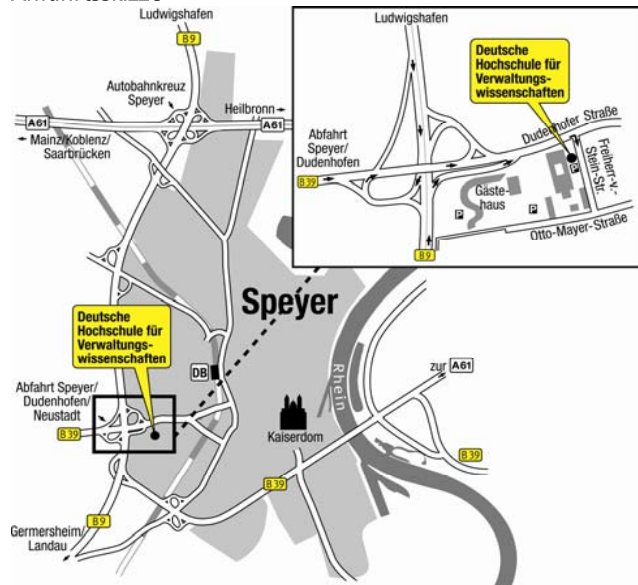 Ludwigshafen
B9
Autobahnkreuz
Speyer
Heilbronn
A61
A61
Mainz/Koblenz/
Saarbrücken
Ludwigshafen
Deutsche
Hochschule für
Verwaltungs-
wissenschaften
Dudenhofer Straße
Abfahrt
Speyer/
Dudenhofen
B39
Gäste-
haus
P
P
P
Freiherr-v.-
Stein-Str.
Otto-Mayer-Straße
B9
Speyer
Deutsche
Hochschule für
Verwaltungs-
wissenschaften
DB
Rhein
zur A61
Abfahrt Speyer/
Dudenhofen/
Neustadt
B39
Kaiserdom
B39
B39
B9
Germersheim/
Landau